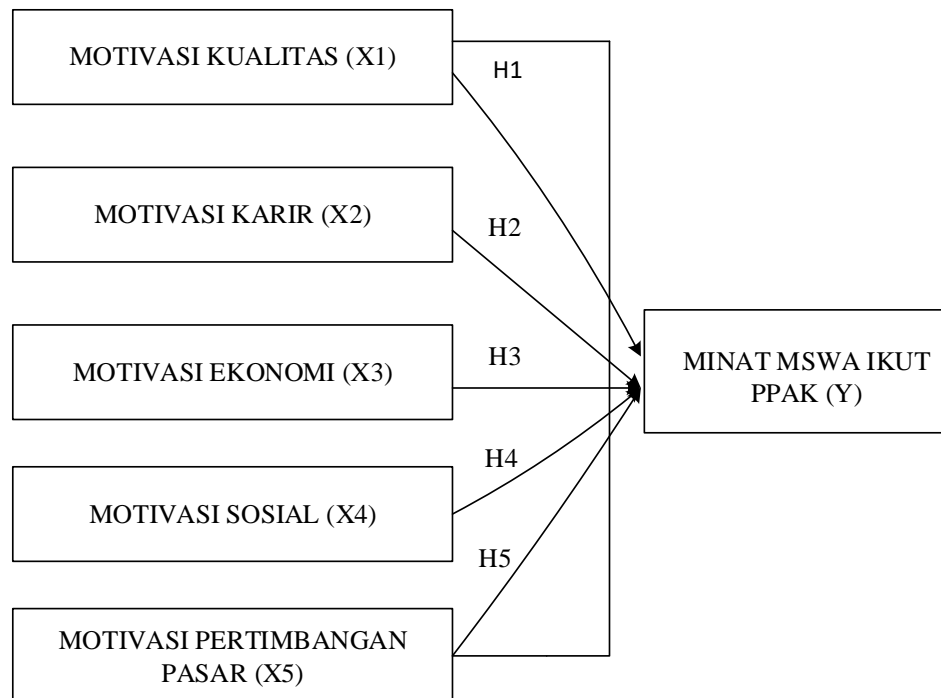 MOTIVASI KUALITAS (X1)
H1
MOTIVASI KARIR (X2)
H2
MOTIVASI EKONOMI (X3)
H3
MINAT MSWA IKUT
PPAK (Y)
MOTIVASI SOSIAL (X4)
H4
H5
MOTIVASI PERTIMBANGAN
PASAR (X5)